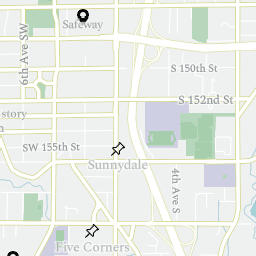 Safeway
6th Ave SW
S 150th St
S 152nd St
story
n
SW 155th St
Sunnydale
4th Ave S
Five Corners